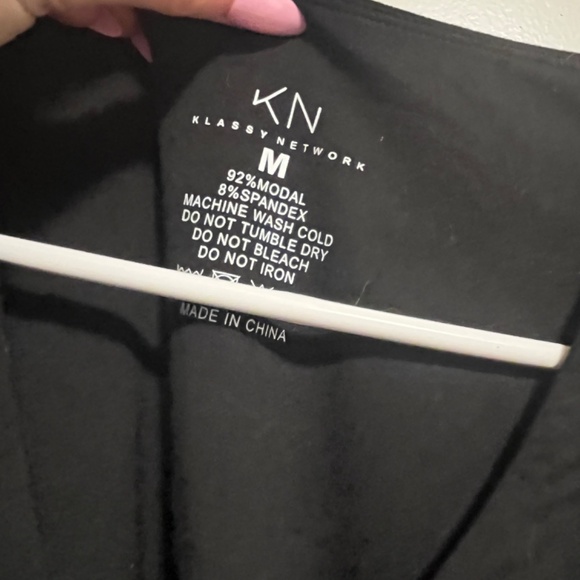 KN
KLASSY NETWORK
M
92%MODAL
8%SPANDEX
MACHINE WASH COLD
DO NOT TUMBLE DRY
DO NOT BLEACH
DO NOT IRON
MADE IN CHINA